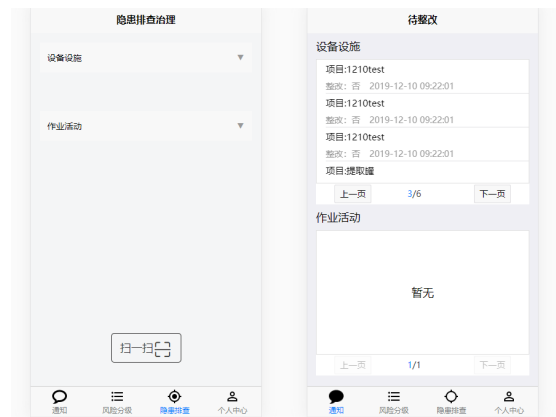 隐患排查治理
设备设施
作业活动
扫一扫
通知 风险分级 隐患排查 个人中心
待整改
设备设施
项目:1210test
整改：否 2019-12-10 09:22:01
项目:1210test
整改：否 2019-12-10 09:22:01
项目:1210test
整改：否 2019-12-10 09:22:01
项目:提取罐
上一页 3/6 下一页
作业活动
暂无
上一页 1/1 下一页
通知 风险分级 隐患排查 个人中心